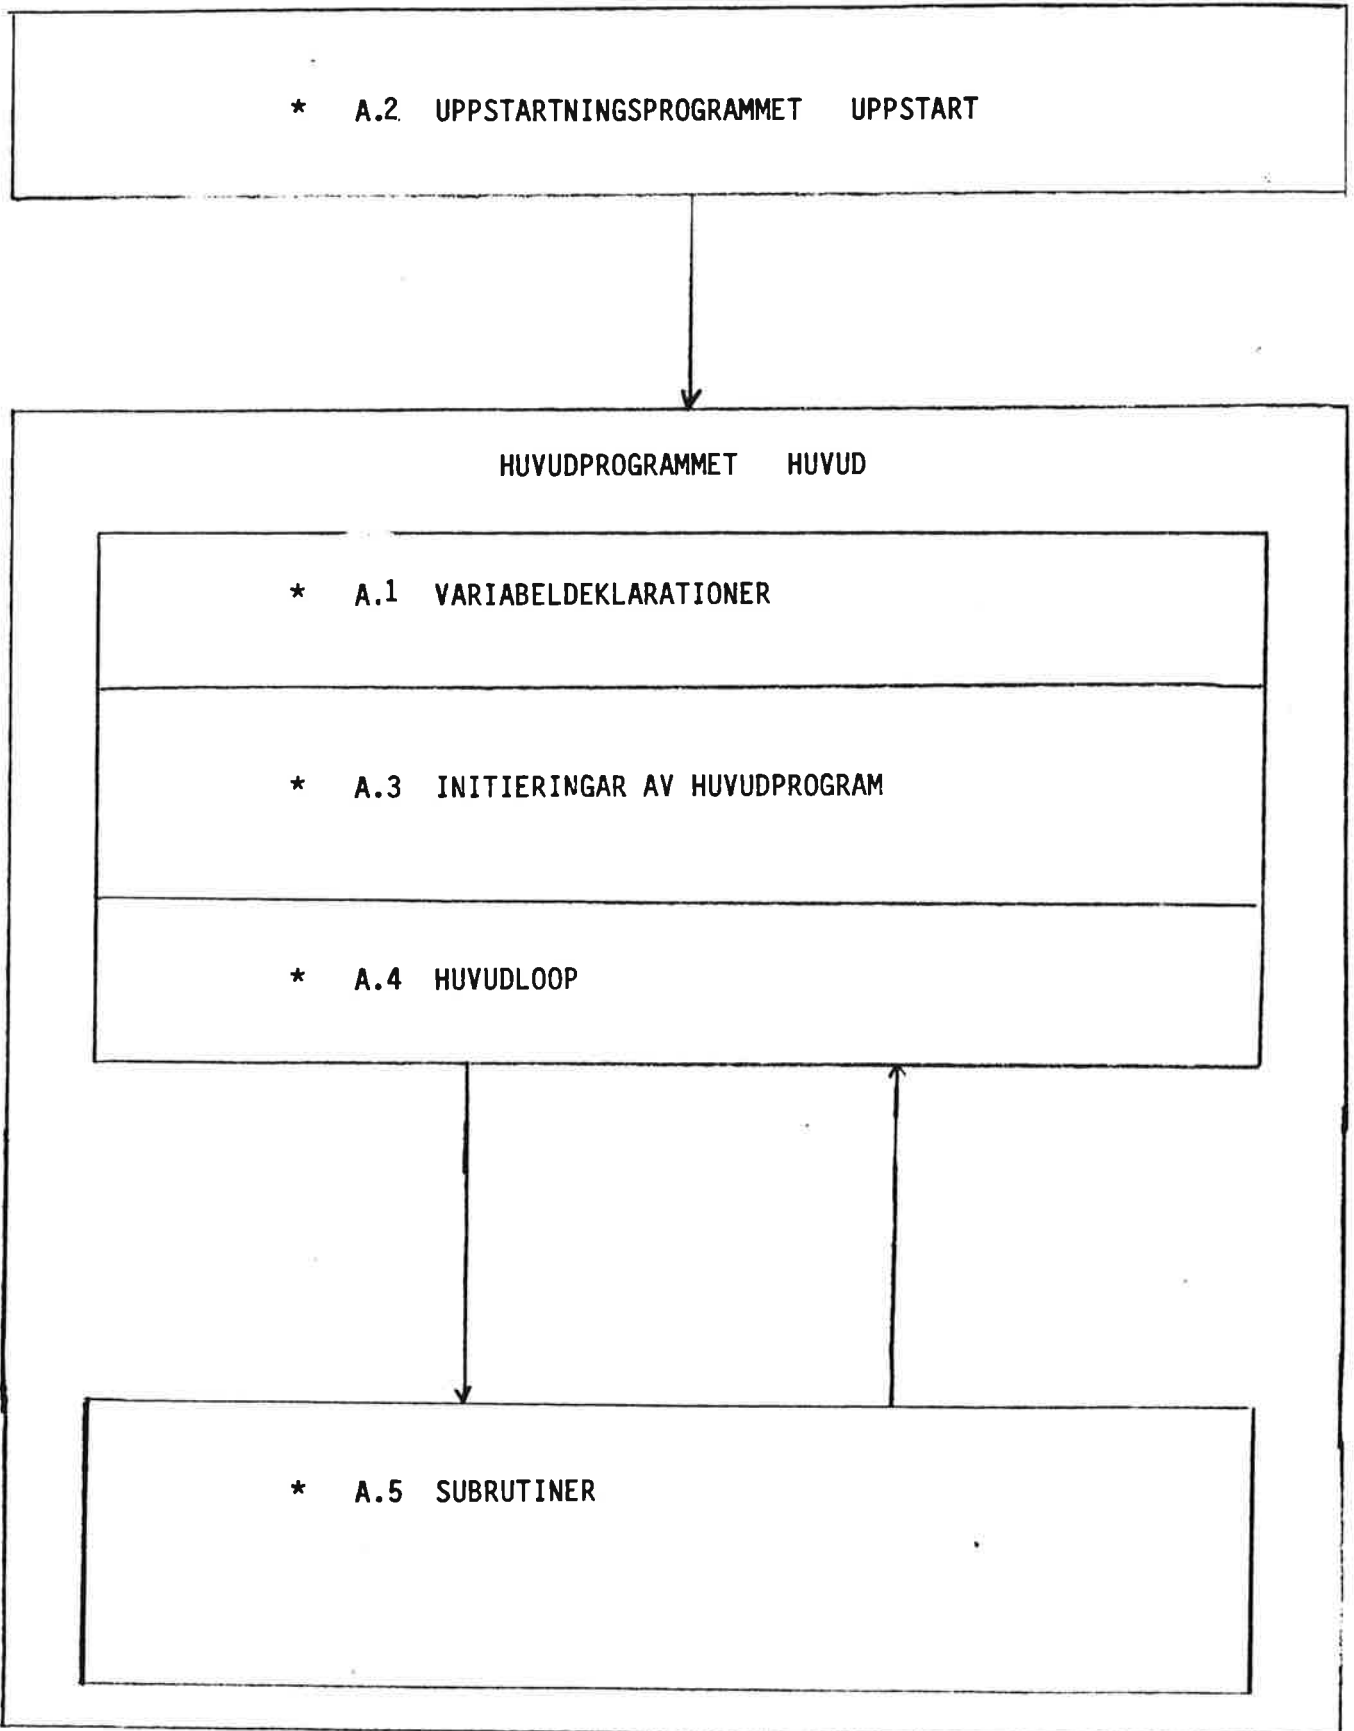 * A.2 UPPSTARTNINGSPROGRAMMET UPPSTART
HUVUDPROGRAMMET HUVUD
* A.1 VARIABELDEKLARATIONER
* A.3 INITIERINGAR AV HUVUDPROGRAM
* A.4 HUVUDLOOP
* A.5 SUBRUTINER